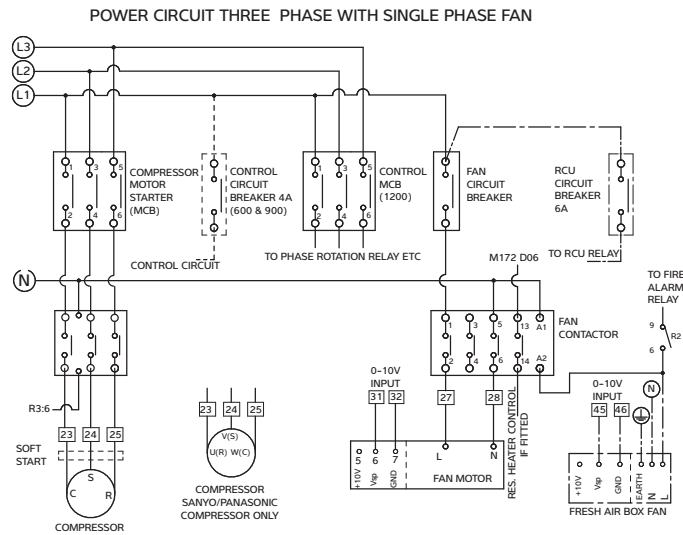 POWER CIRCUIT THREE PHASE WITH SINGLE PHASE FAN
L3
L2
L1
1 3 5
2 4 6
COMPRESSOR
MOTOR
STARTER
(MCB)
CONTROL
CIRCUIT
BREAKER 4A
(600 & 900)
1 3 5
2 4 6
CONTROL
MCB
(1200)
FAN
CIRCUIT
BREAKER
RCU
CIRCUIT
BREAKER
6A
CONTROL CIRCUIT
TO PHASE ROTATION RELAY ETC
M172 D06
TO RCU RELAY
N
TO FIRE
ALARM
RELAY
9
R2
6
1 3 5 13 A1
2 4 6 14 A2
FAN
CONTACTOR
R3:6
23 24 25
SOFT
START
S
C R
COMPRESSOR
23 24 25
V(S)
U(R) W(C)
COMPRESSOR
SANYO/PANASONIC
COMPRESSOR ONLY
0-10V
INPUT
31 32
27
28
5 6 7
+10V
Vsp
GND
L
N
FAN MOTOR
RES. HEATER CONTROL
IF FITTED
0-10V
INPUT
45 46
N
+10V
Vsp
GND
EARTH
N
L
FRESH AIR BOX FAN